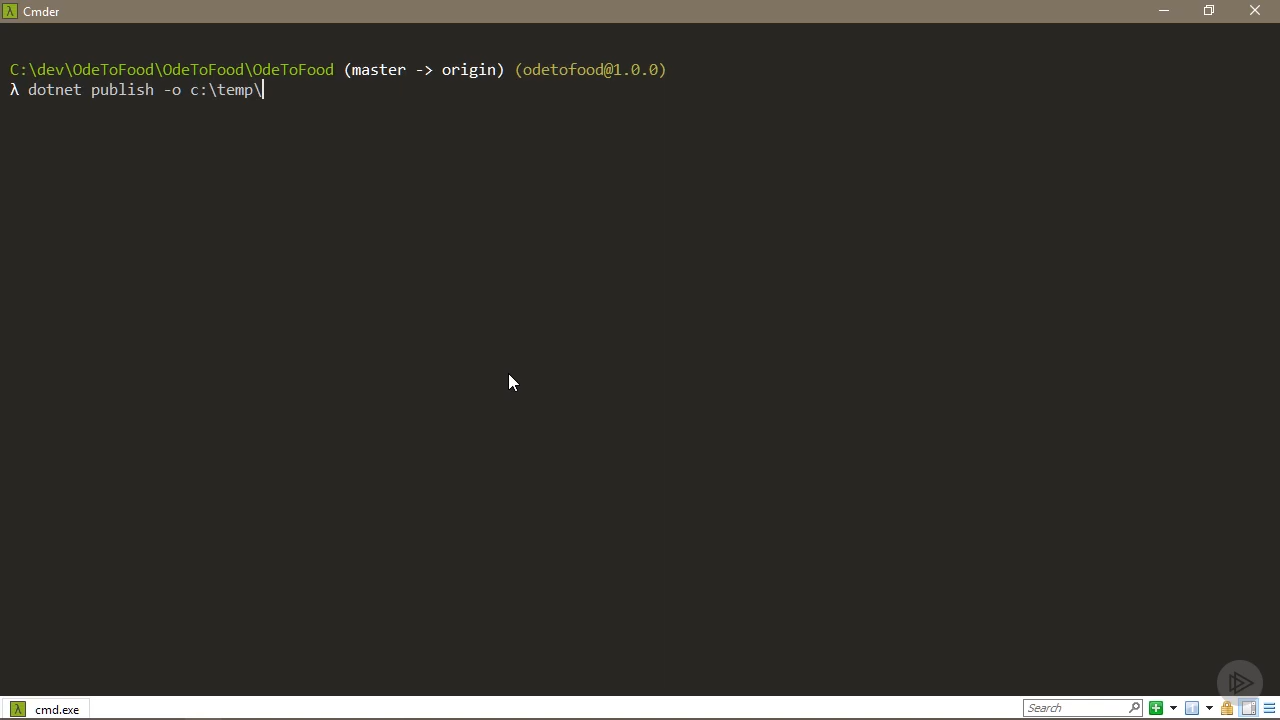 λ Cmder
C:\dev\OdeToFood\OdeToFood\OdeToFood (master -> origin) (odetofood@1.0.0)
λ dotnet publish -o c:\temp\
λ cmd.exe
Search